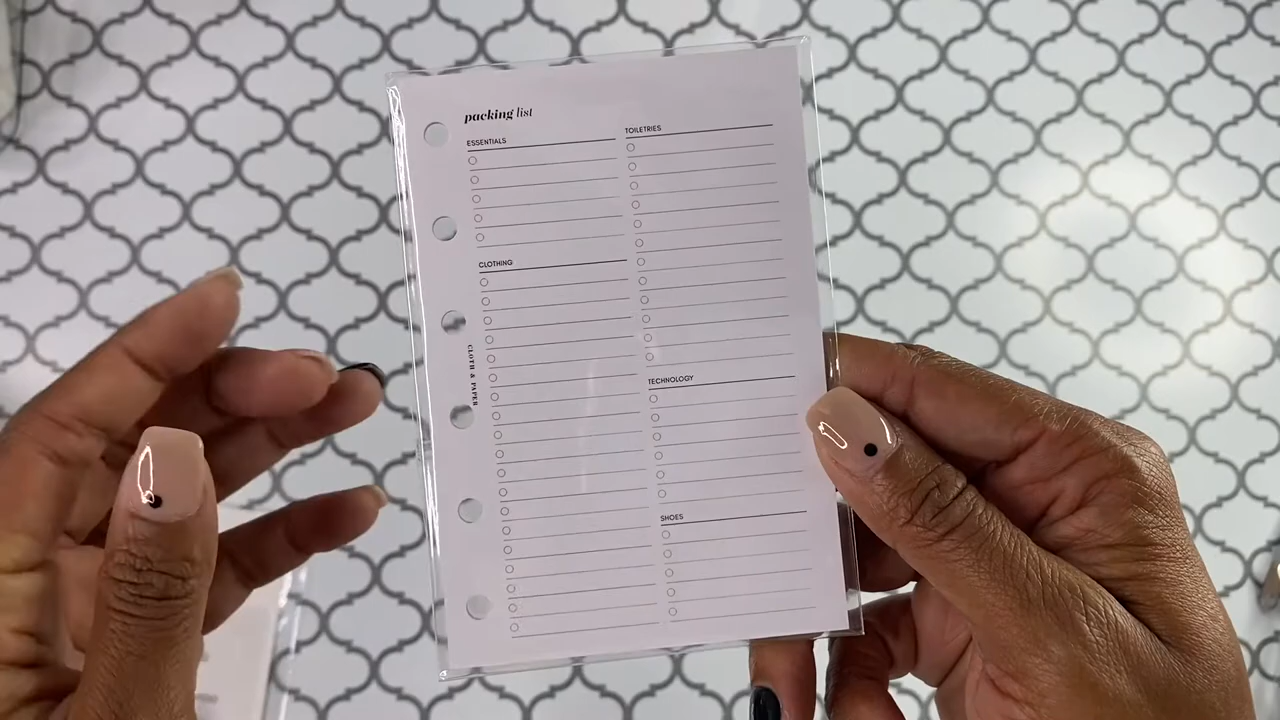 packing list
ESSENTIALS
CLOTHING
TOILETRIES
TECHNOLOGY
SHOES
CLOTH & PAPER